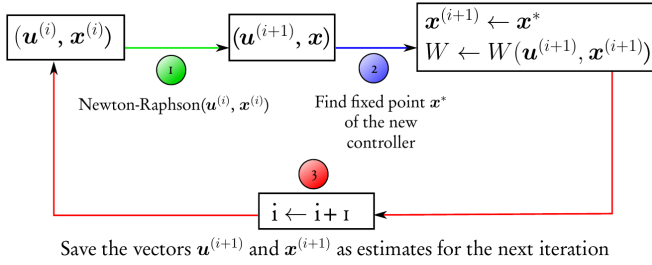 (u^(i), x^(i))
(u^(i+1), x)
x^(i+1) ← x*
W ← W(u^(i+1), x^(i+1))
1
2
Newton-Raphson(u^(i), x^(i))
Find fixed point x*
of the new
controller
3
i ← i+1
Save the vectors u^(i+1) and x^(i+1) as estimates for the next iteration